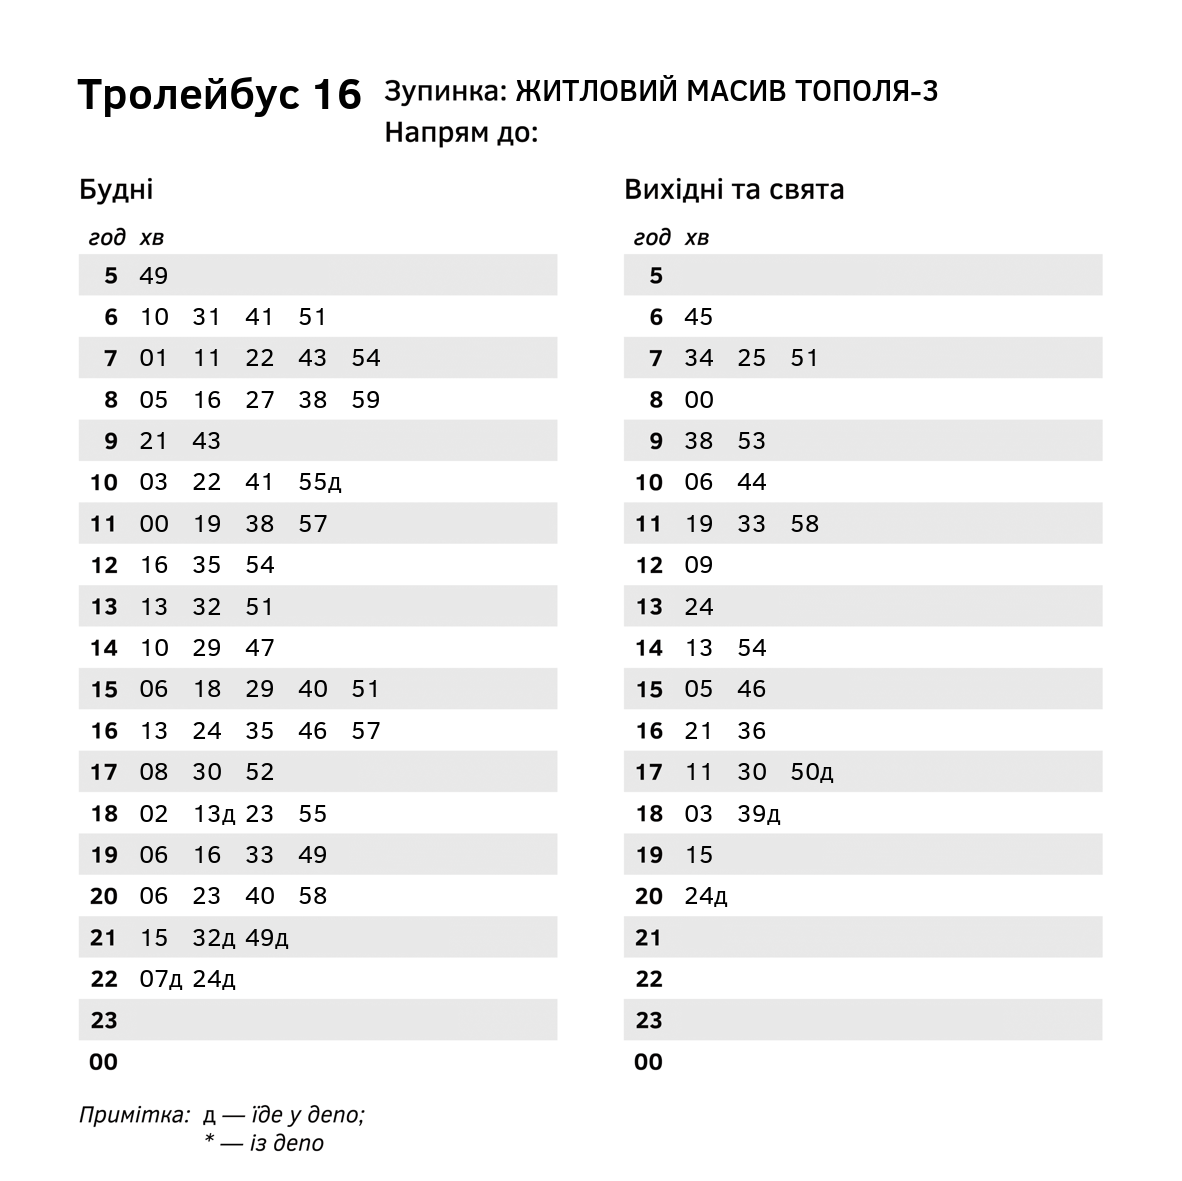 Тролейбус 16
Зупинка: ЖИТЛОВИЙ МАСИВ ТОПОЛЯ-3
Напрям до:
Будні
год хв
5 49
6 10 31 41 51
7 01 11 22 43 54
8 05 16 27 38 59
9 21 43
10 03 22 41 55д
11 00 19 38 57
12 16 35 54
13 13 32 51
14 10 29 47
15 06 18 29 40 51
16 13 24 35 46 57
17 08 30 52
18 02 13д 23 55
19 06 16 33 49
20 06 23 40 58
21 15 32д 49д
22 07д 24д
23
00
Вихідні та свята
год хв
5
6 45
7 34 25 51
8 00
9 38 53
10 06 44
11 19 33 58
12 09
13 24
14 13 54
15 05 46
16 21 36
17 11 30 50д
18 03 39д
19 15
20 24д
21
22
23
00
Примітка: д — їде у депо;
* — із депо